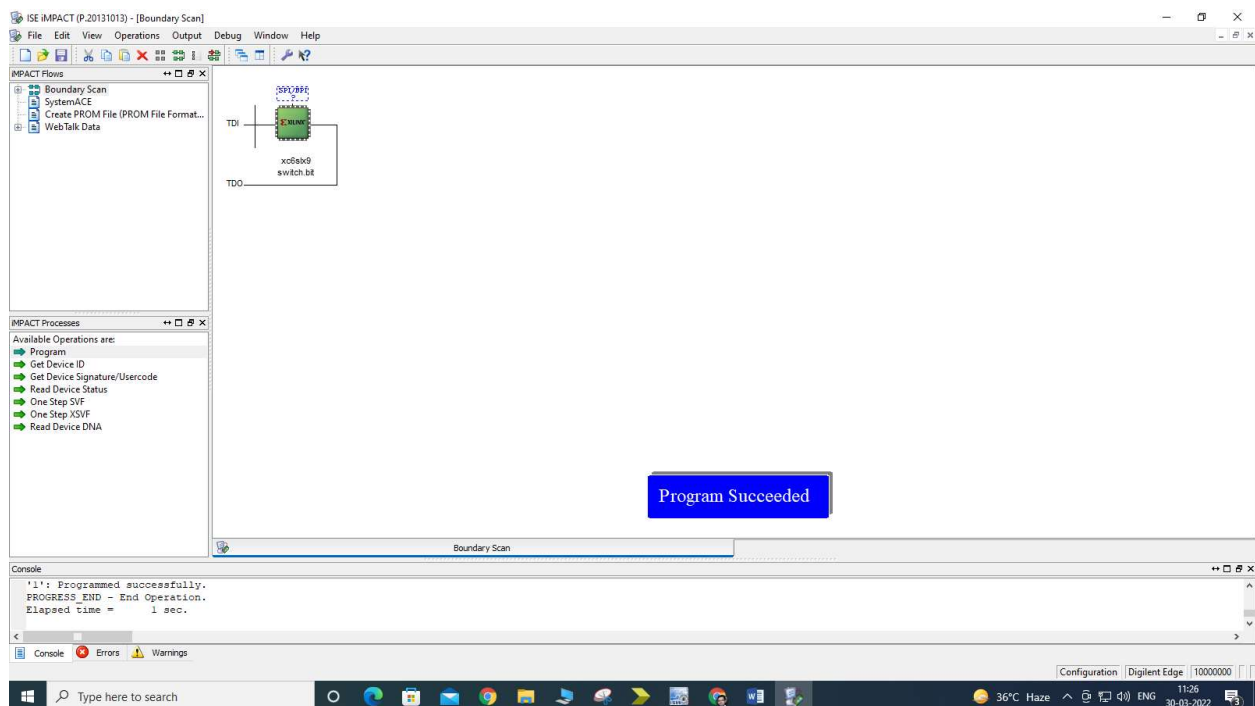 ISE iMPACT (P.20131013) - [Boundary Scan]
File Edit View Operations Output Debug Window Help
iMPACT Flows
Boundary Scan
SystemACE
Create PROM File (PROM File Format...
WebTalk Data
SPI/BPI
?
TDI
XILINX
xc6slx9
switch.bit
TDO
iMPACT Processes
Available Operations are:
Program
Get Device ID
Get Device Signature/Usercode
Read Device Status
One Step SVF
One Step XSVF
Read Device DNA
Program Succeeded
Boundary Scan
Console
'1': Programmed successfully.
PROGRESS_END - End Operation.
Elapsed time = 1 sec.
Console Errors Warnings
Configuration Digilent Edge 10000000
Type here to search
36°C Haze
ENG
11:26
30-03-2022
3